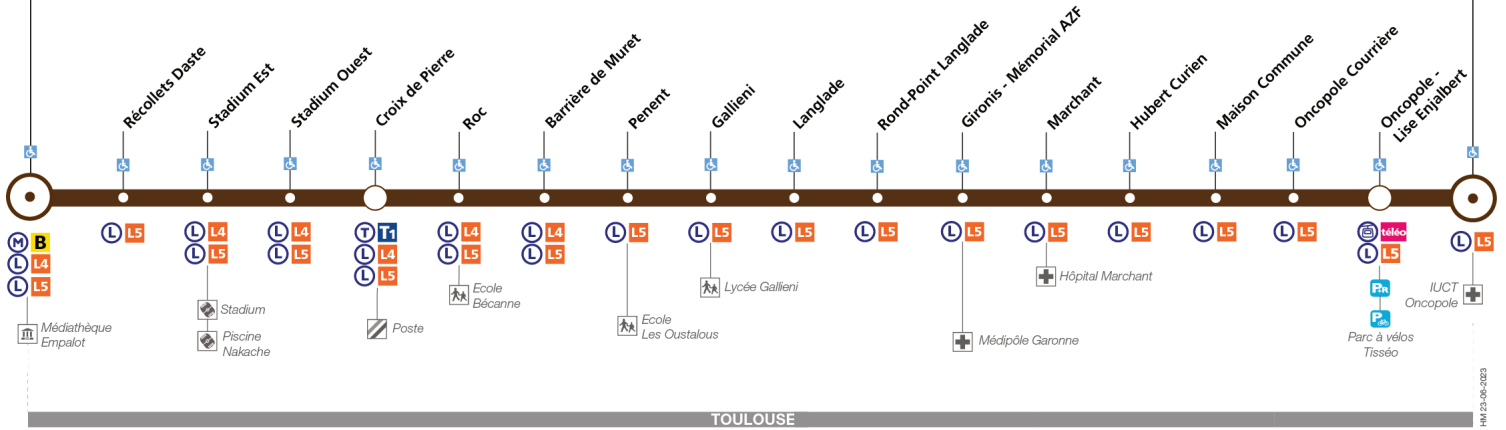 Récollets Daste
Stadium Est
Stadium Ouest
Croix de Pierre
Roc
Barrière de Muret
Penent
Gallieni
Langlade
Rond-Point Langlade
Gironis - Mémorial AZF
Marchant
Hubert Curien
Maison Commune
Oncopole Courrière
Oncopole -
Lise Enjalbert
M B
L L4
L L5
Médiathèque
Empalot
L L5
L L4
L L5
Stadium
Piscine
Nakache
L L4
L L5
T T1
L L4
L L5
Poste
L L4
L L5
Ecole
Bécanne
L L4
L L5
L L5
Ecole
Les Oustalous
L L5
Lycée Gallieni
L L5
L L5
L L5
Médipôle Garonne
L L5
Hôpital Marchant
L L5
L L5
L L5
téléo
L L5
P+R
P
Parc à vélos
Tisséo
L L5
IUCT
Oncopole
TOULOUSE
HM 23-06-2023